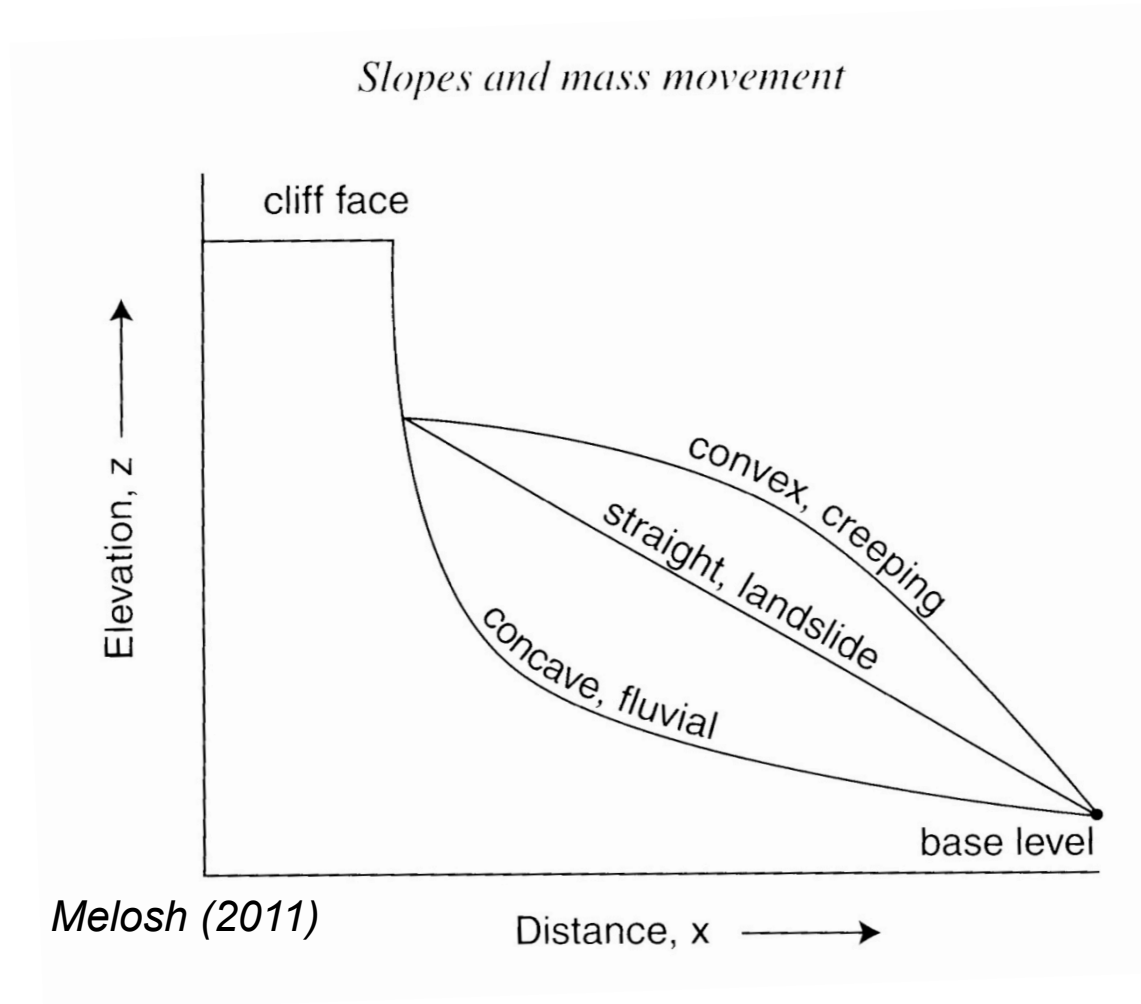 Slopes and mass movement
cliff face
Elevation, z
convex, creeping
straight, landslide
concave, fluvial
base level
Melosh (2011)
Distance, x